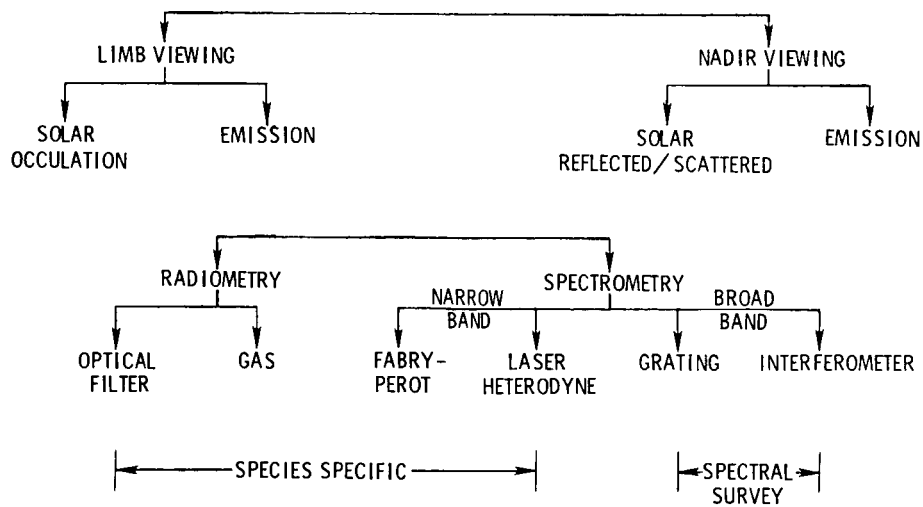 LIMB VIEWING
NADIR VIEWING
SOLAR
OCCULATION
EMISSION
SOLAR
REFLECTED/SCATTERED
EMISSION
RADIOMETRY
SPECTROMETRY
NARROW
BAND
BROAD
BAND
OPTICAL
FILTER
GAS
FABRY-
PEROT
LASER
HETERODYNE
GRATING
INTERFEROMETER
SPECIES SPECIFIC
SPECTRAL
SURVEY